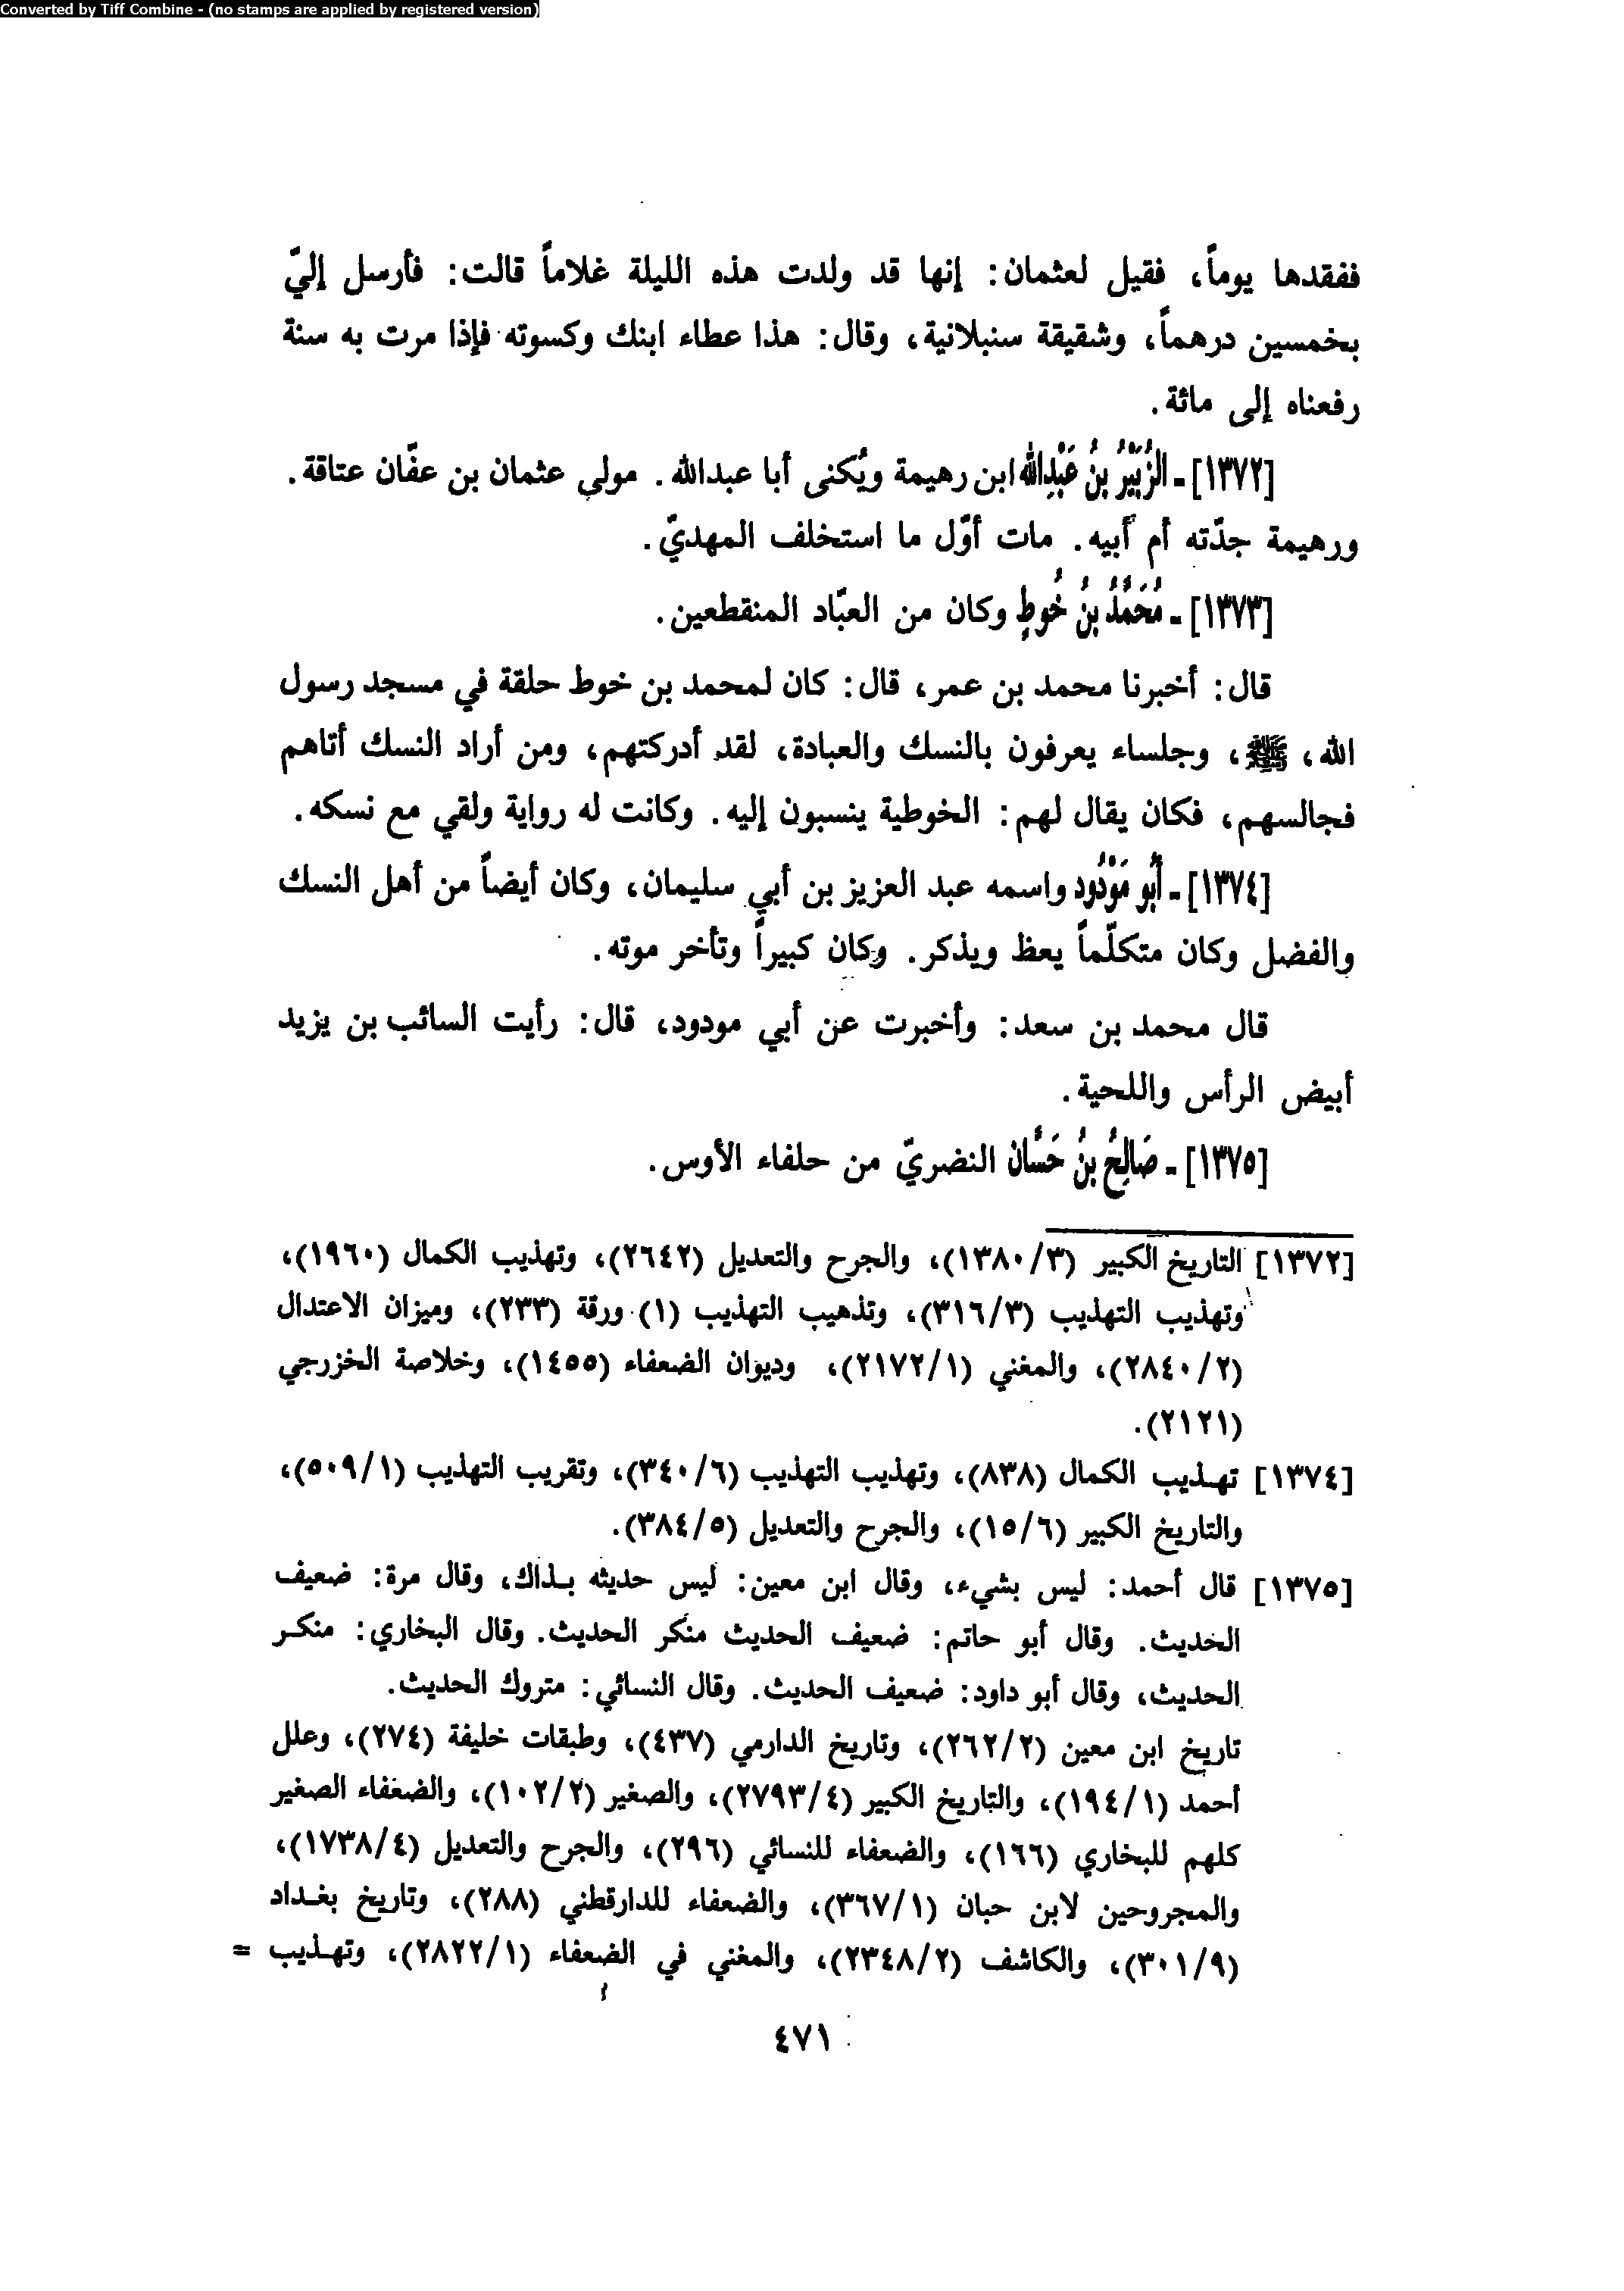 Converted by Tiff Combine - (no stamps are applied by registered version)
ففقدها يوماً، فقيل لعثمان: إنها قد ولدت هذه الليلة غلاماً قالت: فأرسل إليّ
بخمسين درهماً، وشقيقة سنبلانية، وقال: هذا عطاء ابنك وكسوته فإذا مرت به سنة
رفعناه إلى مائة.
[١٣٧٢] - الزُبَيْرُ بنُ عَبْدِالله ابن رهيمة ويُكنى أبا عبدالله. مولى عثمان بن عفّان عتاقة.
ورهيمة جدّته أم أبيه. مات أوّل ما استخلف المهديّ.
[١٣٧٣] - مُحَمَّدُ بنُ خُوطٍ وكان من العبّاد المنقطعين.
قال: أخبرنا محمد بن عمر، قال: كان لمحمد بن خوط حلقة في مسجد رسول
الله، ﷺ، وجلساء يعرفون بالنسك والعبادة، لقد أدركتهم، ومن أراد النسك أتاهم
فجالسهم، فكان يقال لهم: الخوطية ينسبون إليه. وكانت له رواية ولقي مع نسكه.
[١٣٧٤] - أَبُو مَوْدُود واسمه عبد العزيز بن أبي سليمان، وكان أيضاً من أهل النسك
والفضل وكان متكلّماً يعظ ويذكر. وكان كبيراً وتأخر موته.
قال محمد بن سعد: وأخبرت عن أبي مودود، قال: رأيت السائب بن يزيد
أبيض الرأس واللحية.
[١٣٧٥] - صَالِحُ بنُ حَسَّان النضريّ من حلفاء الأوس.
[١٣٧٢] التاريخ الكبير (١٣٨٠/٣)، والجرح والتعديل (٢٦٤٢)، وتهذيب الكمال (١٩٦٠)،
وتهذيب التهذيب (٣١٦/٣)، وتذهيب التهذيب (١) ورقة (٢٣٣)، وميزان الاعتدال
(٢٨٤٠/٢)، والمغني (٢١٧٢/١)، وديوان الضعفاء (١٤٥٥)، وخلاصة الخزرجي
(٢١٢١).
[١٣٧٤] تهذيب الكمال (٨٣٨)، وتهذيب التهذيب (٣٤٠/٦)، وتقريب التهذيب (٥٠٩/١)،
والتاريخ الكبير (١٥/٦)، والجرح والتعديل (٣٨٤/٥).
[١٣٧٥] قال أحمد: ليس بشيء، وقال ابن معين: ليس حديثه بذاك، وقال مرة: ضعيف
الحديث. وقال أبو حاتم: ضعيف الحديث منكر الحديث. وقال البخاري: منكر
الحديث، وقال أبو داود: ضعيف الحديث. وقال النسائي: متروك الحديث.
تاريخ ابن معين (٢٦٢/٢)، وتاريخ الدارمي (٤٣٧)، وطبقات خليفة (٢٧٤)، وعلل
أحمد (١٩٤/١)، والتاريخ الكبير (٢٧٩٣/٤)، والصغير (١٠٢/٢)، والضعفاء الصغير
كلهم للبخاري (١٦٦)، والضعفاء للنسائي (٢٩٦)، والجرح والتعديل (١٧٣٨/٤)،
والمجروحين لابن حبان (٣٦٧/١)، والضعفاء للدارقطني (٢٨٨)، وتاريخ بغداد
(٣٠١/٩)، والكاشف (٢٣٤٨/٢)، والمغني في الضعفاء (٢٨٢٢/١)، وتهذيب =
٤٧١